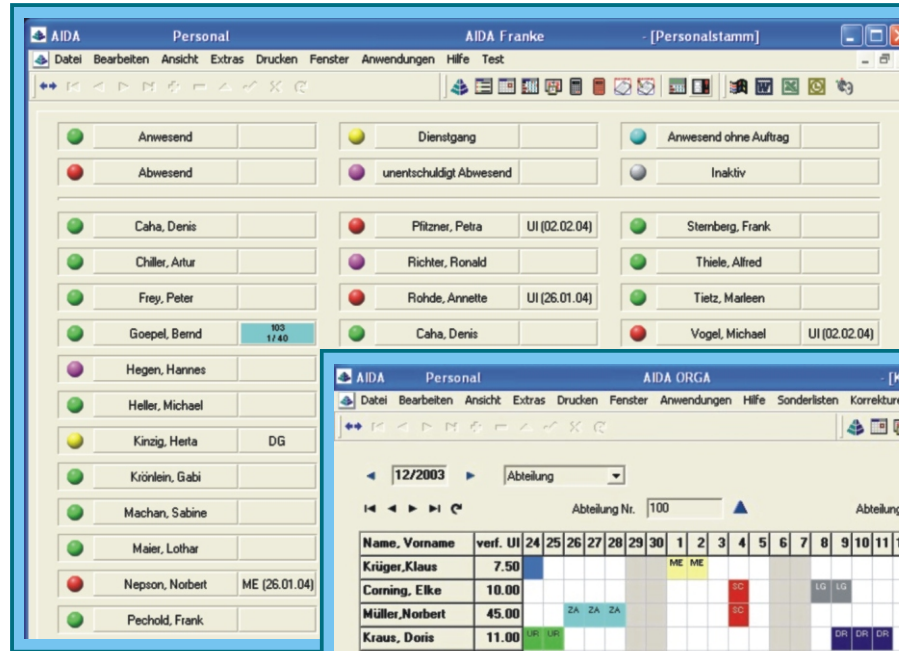 AIDA Personal AIDA Franke - [Personalstamm]
Datei Bearbeiten Ansicht Extras Drucken Fenster Anwendungen Hilfe Test
Anwesend Dienstgang Anwesend ohne Auftrag
Abwesend unentschuldigt Abwesend Inaktiv
Caha, Denis Pfitzner, Petra UI (02.02.04) Sternberg, Frank
Chiller, Artur Richter, Ronald Thiele, Alfred
Frey, Peter Rohde, Annette UI (26.01.04) Tietz, Marleen
Goepel, Bernd 103 1/40 Caha, Denis Vogel, Michael UI (02.02.04)
Hegen, Hannes
Heller, Michael
Kinzig, Herta DG
Krönlein, Gabi
Machan, Sabine
Maier, Lothar
Nepson, Norbert ME (26.01.04)
Pechold, Frank
AIDA Personal AIDA ORGA - [K
Datei Bearbeiten Ansicht Extras Drucken Fenster Anwendungen Hilfe Sonderlisten Korrekture
12/2003 Abteilung
Abteilung Nr. 100 Abteilung
Name, Vorname verf. UI 24 25 26 27 28 29 30 1 2 3 4 5 6 7 8 9 10 11 1
Krüger,Klaus 7.50 ME ME
Corning, Elke 10.00 SC LG LG
Müller,Norbert 45.00 ZA ZA ZA SC
Kraus, Doris 11.00 UR UR DR DR DR